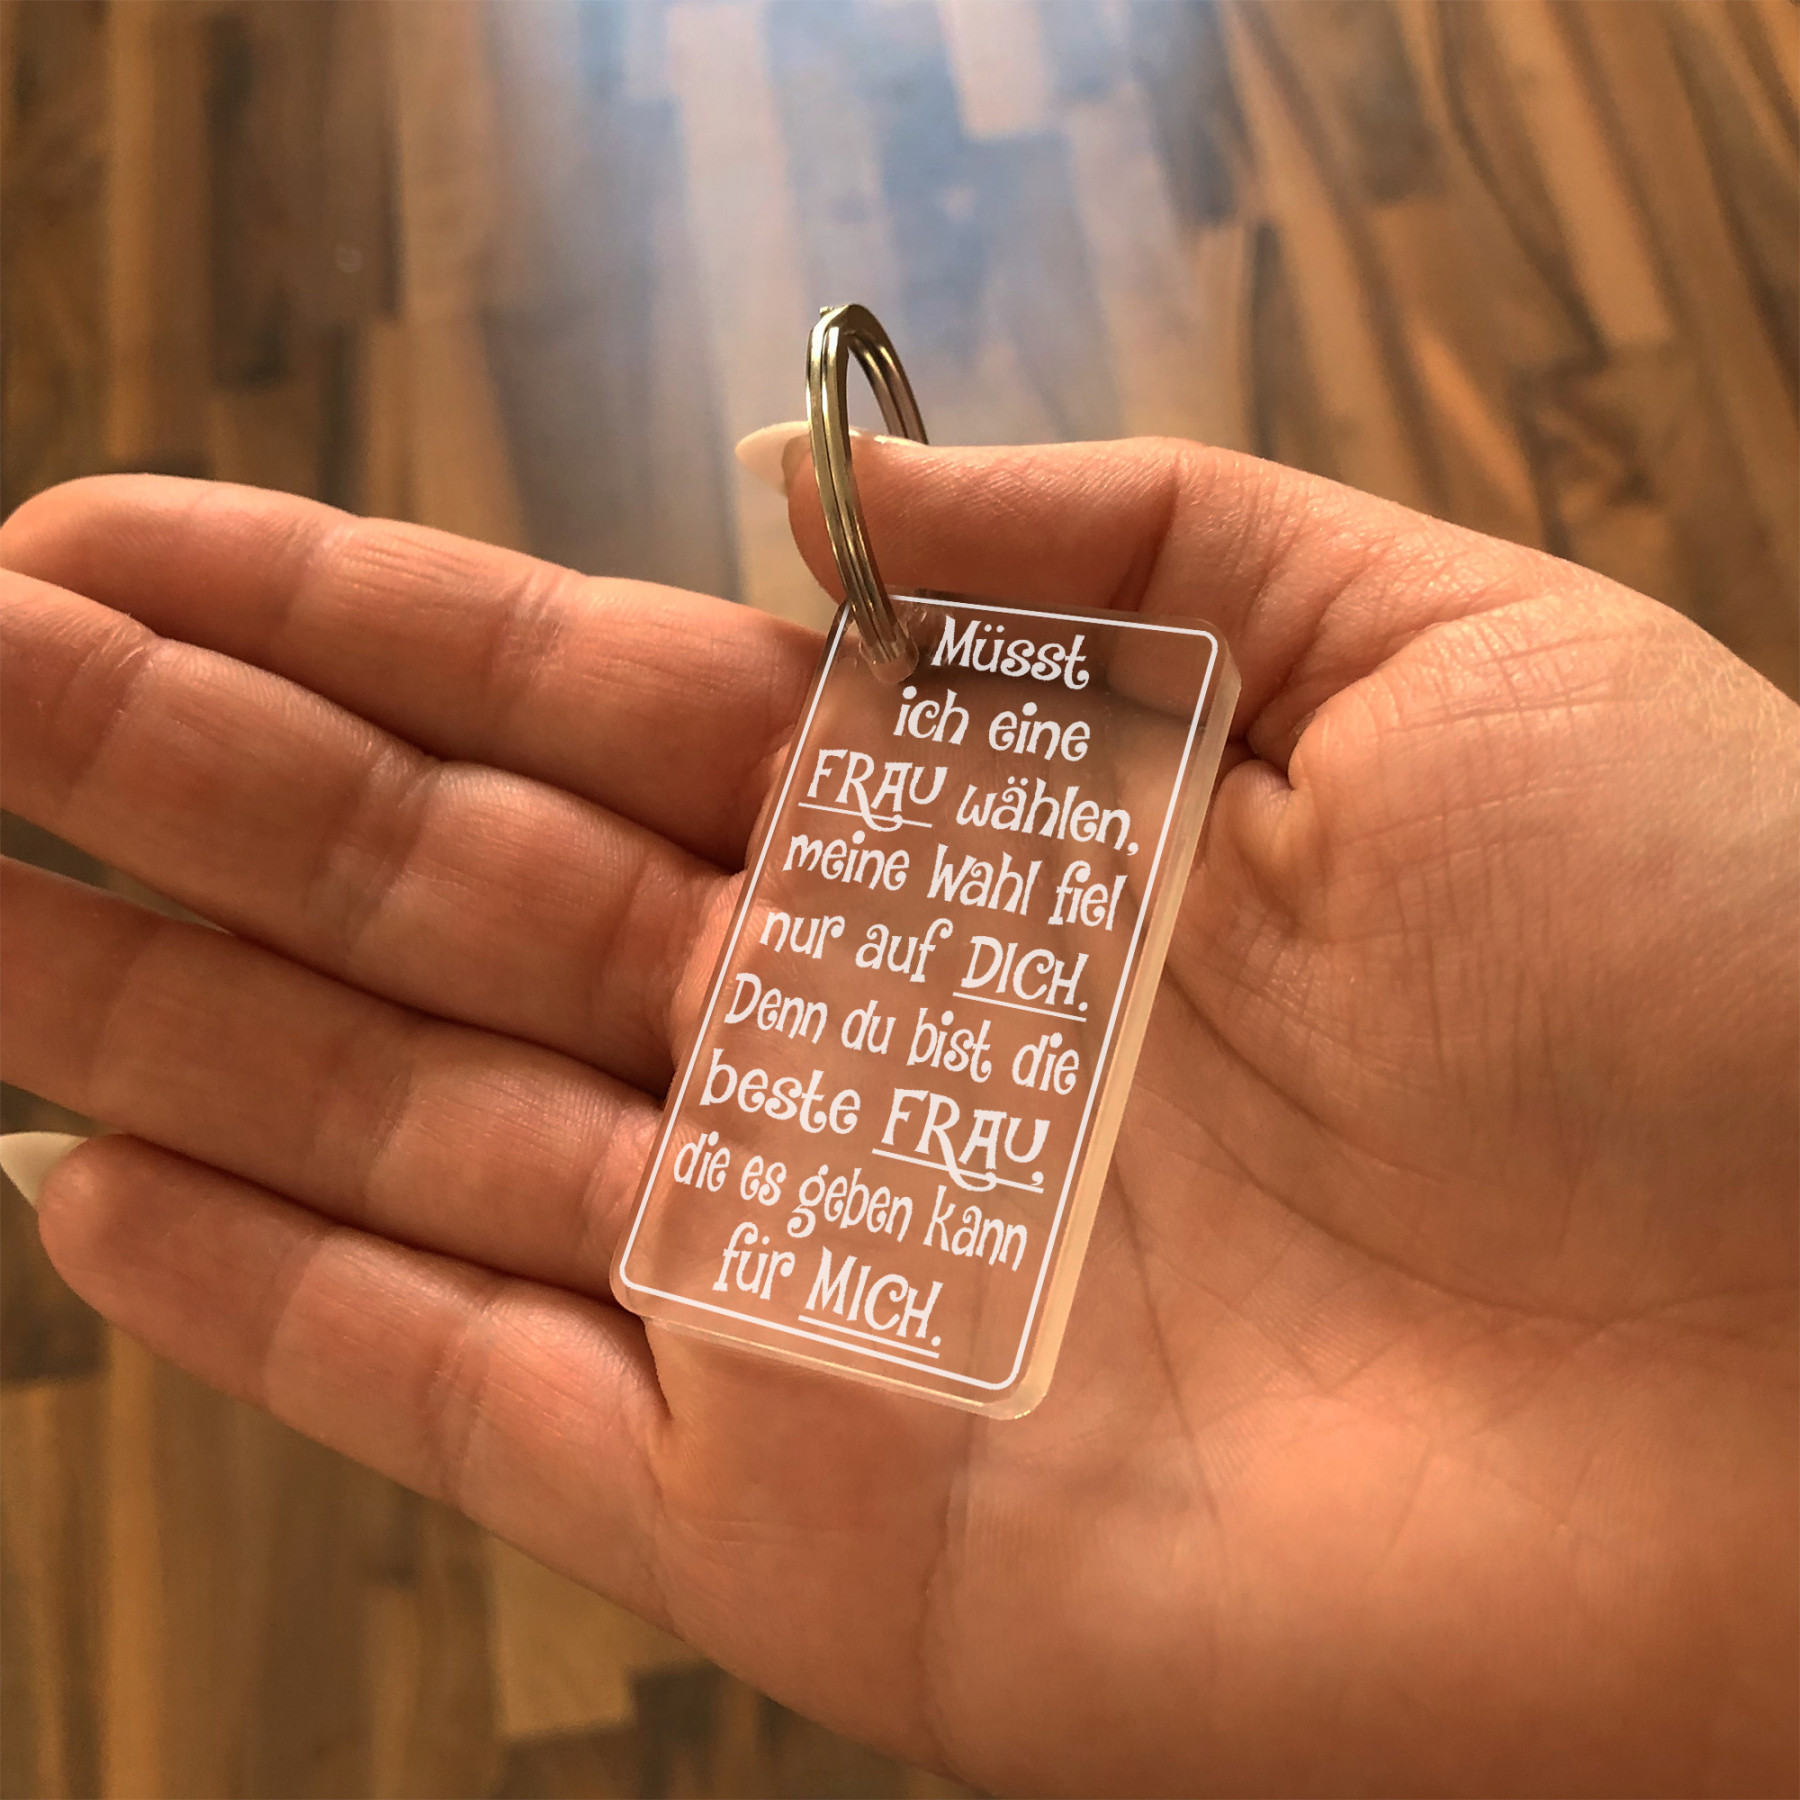 Müsst
ich eine
FRAU wählen,
meine Wahl fiel
nur auf DICH.
Denn du bist die
beste FRAU,
die es geben kann
für MICH.